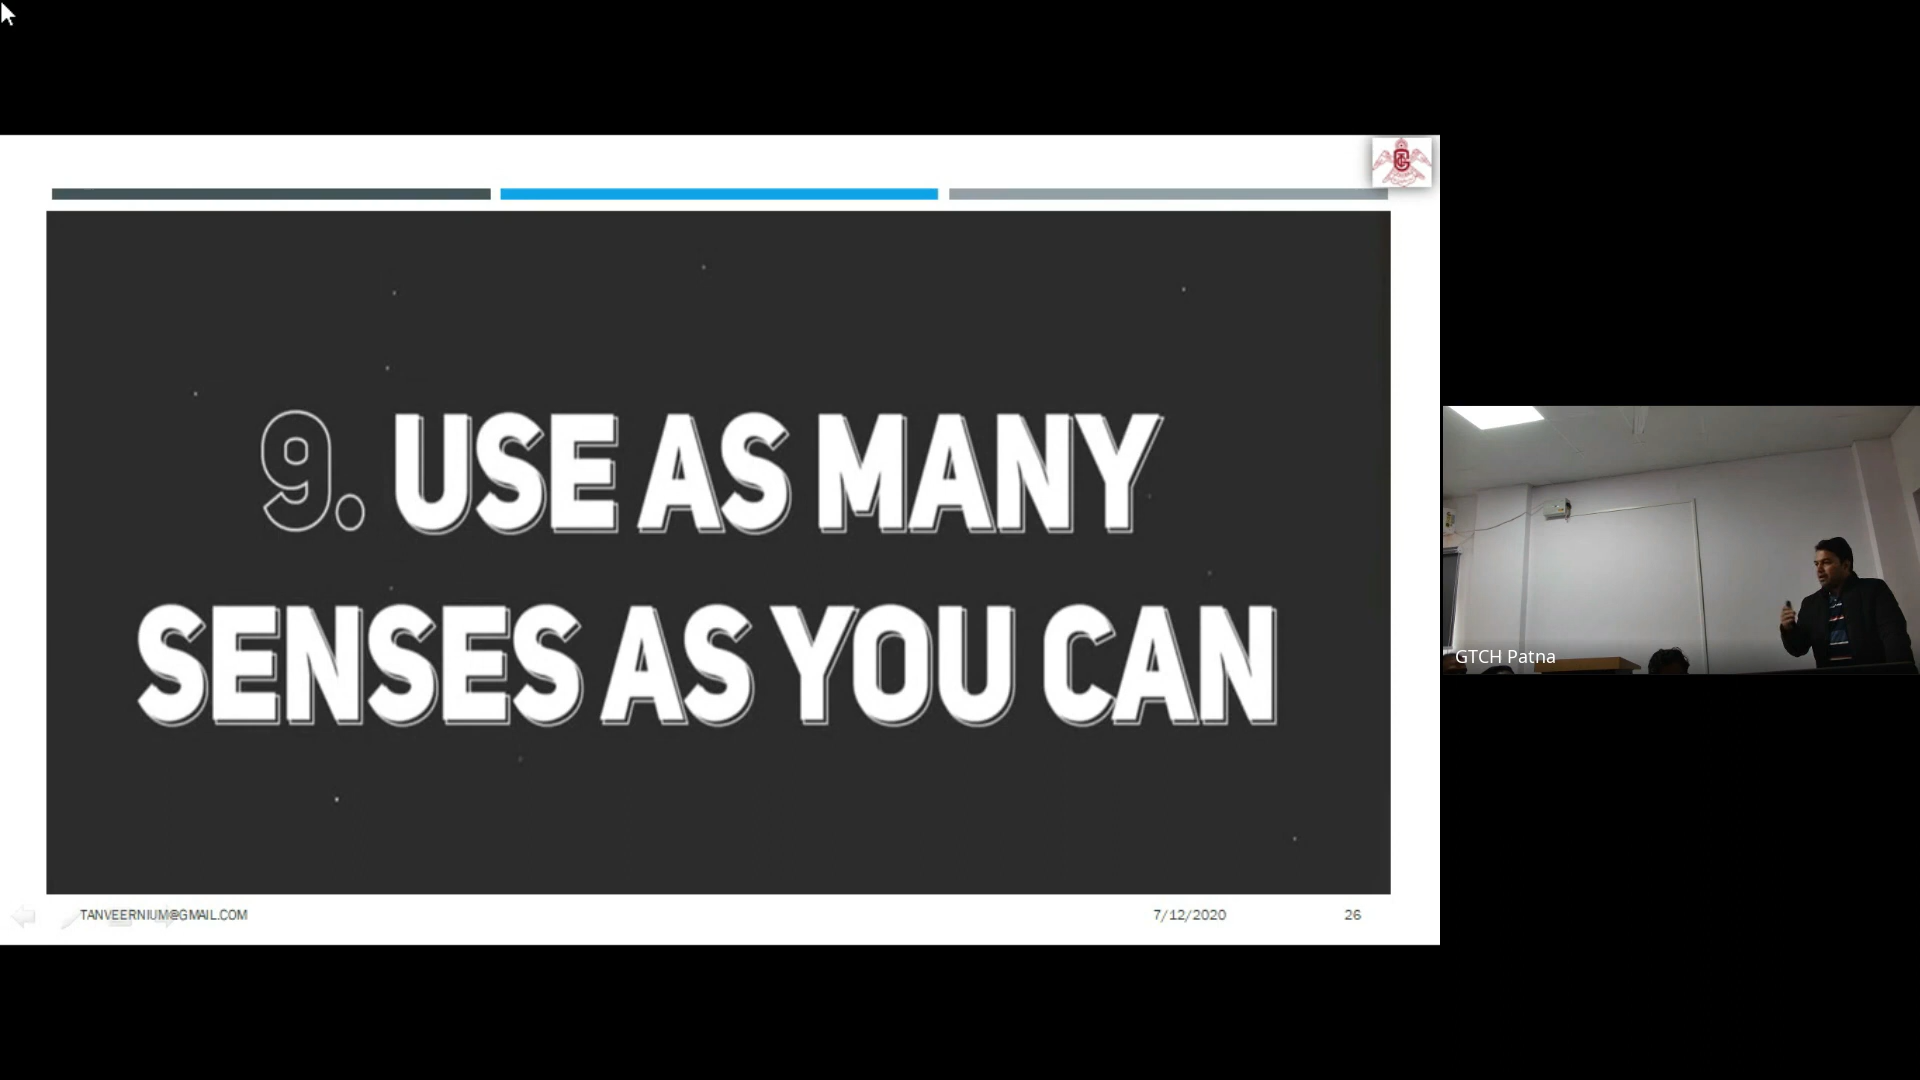 9. USE AS MANY
SENSES AS YOU CAN
TANVEERNIUM@GMAIL.COM
7/12/2020
26
GTCH Patna